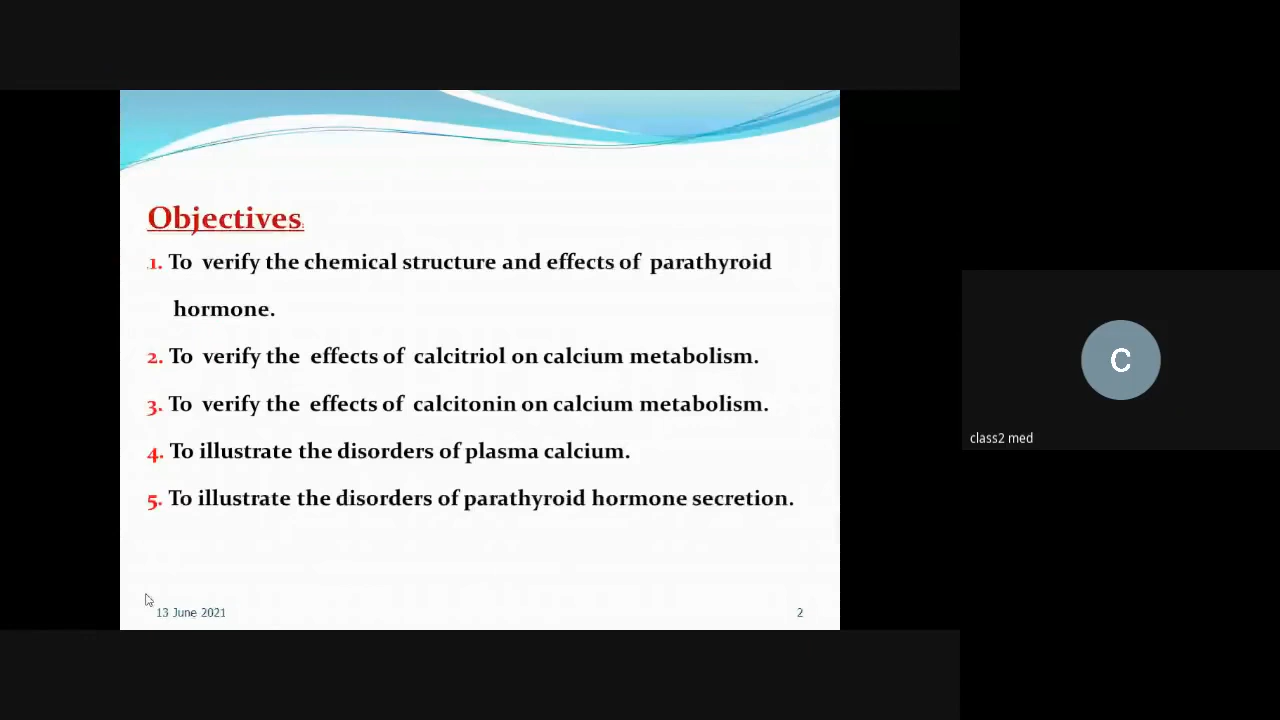 Objectives:
1. To verify the chemical structure and effects of parathyroid
hormone.
2. To verify the effects of calcitriol on calcium metabolism.
3. To verify the effects of calcitonin on calcium metabolism.
4. To illustrate the disorders of plasma calcium.
5. To illustrate the disorders of parathyroid hormone secretion.
13 June 2021
2
C
class2 med